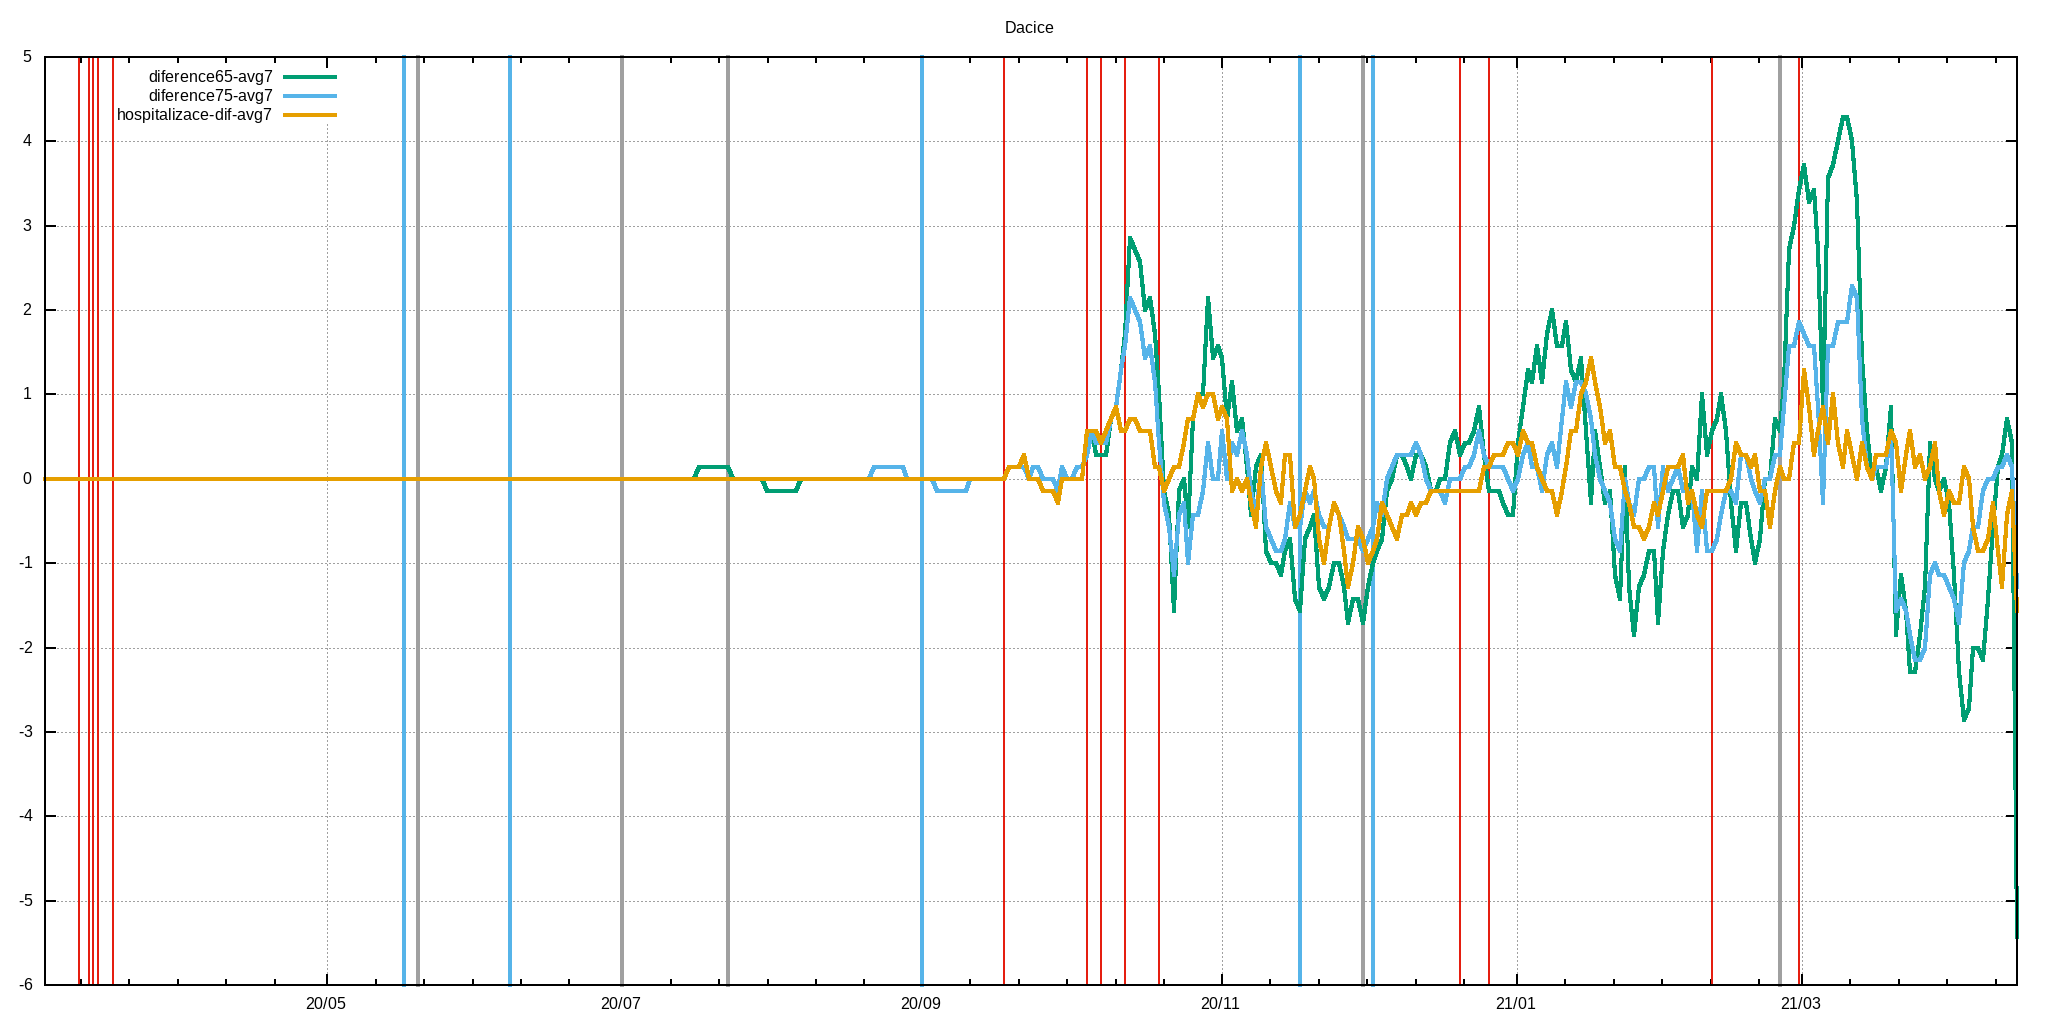 Dacice
5
diference65-avg7
diference75-avg7
hospitalizace-dif-avg7
4
3
2
1
0
-1
-2
-3
-4
-5
-6
20/05 20/07 20/09 20/11 21/01 21/03